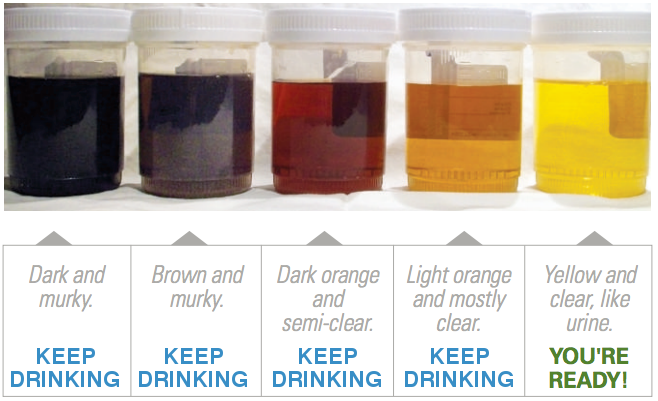 Dark and
murky.
KEEP
DRINKING
Brown and
murky.
KEEP
DRINKING
Dark orange
and
semi-clear.
KEEP
DRINKING
Light orange
and mostly
clear.
KEEP
DRINKING
Yellow and
clear, like
urine.
YOU'RE
READY!